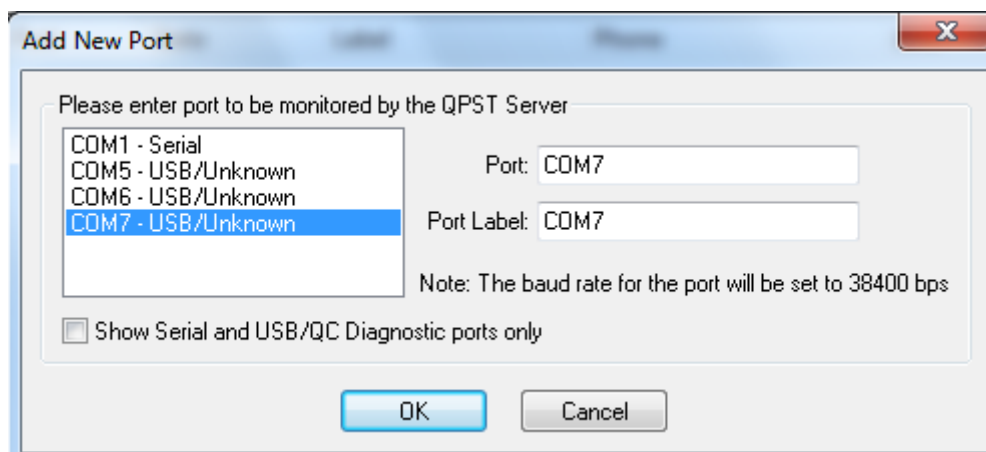 Add New Port
Label
Phone
Please enter port to be monitored by the QPST Server
COM1 - Serial
COM5 - USB/Unknown
COM6 - USB/Unknown
COM7 - USB/Unknown
Port: COM7
Port Label: COM7
Note: The baud rate for the port will be set to 38400 bps
Show Serial and USB/QC Diagnostic ports only
OK
Cancel